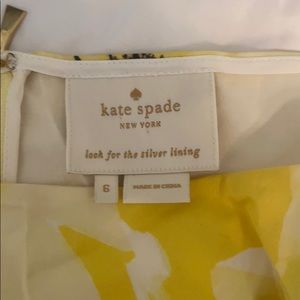 kate spade
NEW YORK
look for the silver lining
6
MADE IN CHINA